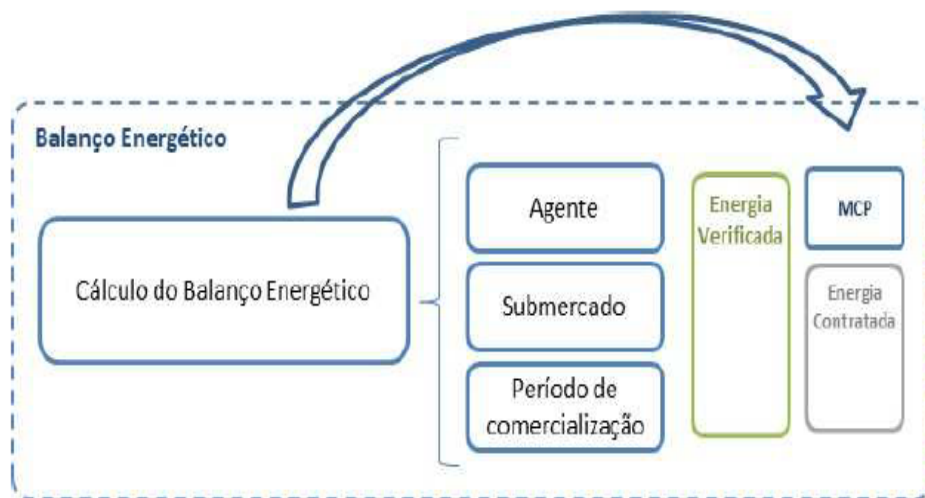 Balanço Energético
Cálculo do Balanço Energético
Agente
Submercado
Período de
comercialização
Energia
Verificada
MCP
Energia
Contratada